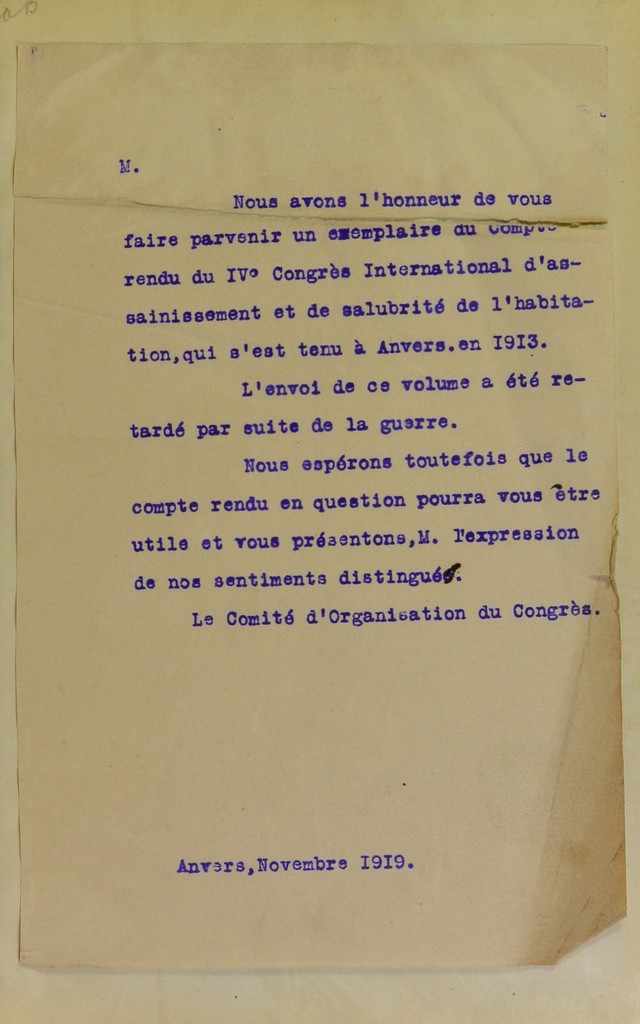 M.
Nous avons l'honneur de vous
faire parvenir un exemplaire du Compte
rendu du IV° Congrès International d'as-
sainissement et de salubrité de l'habita-
tion,qui s'est tenu à Anvers.en 1913.
L'envoi de ce volume a été re-
tardé par suite de la guerre.
Nous espérons toutefois que le
compte rendu en question pourra vous être
utile et vous présentons,M. l'expression
de nos sentiments distingués.
Le Comité d'Organisation du Congrès.
Anvers,Novembre 1919.